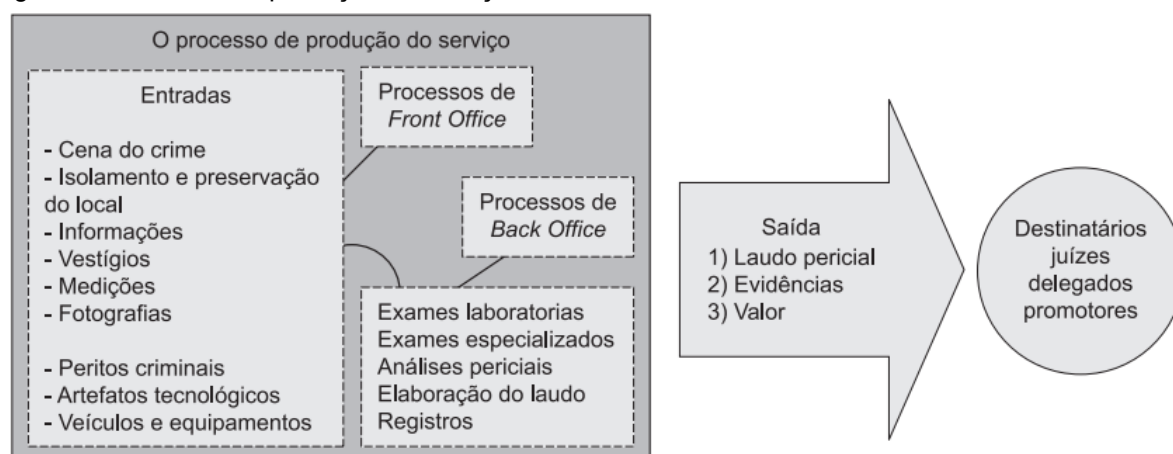 O processo de produção do serviço
Entradas
- Cena do crime
- Isolamento e preservação
do local
- Informações
- Vestígios
- Medições
- Fotografias
- Peritos criminais
- Artefatos tecnológicos
- Veículos e equipamentos
Processos de
Front Office
Processos de
Back Office
Exames laboratorias
Exames especializados
Análises periciais
Elaboração do laudo
Registros
Saída
1) Laudo pericial
2) Evidências
3) Valor
Destinatários
juízes
delegados
promotores